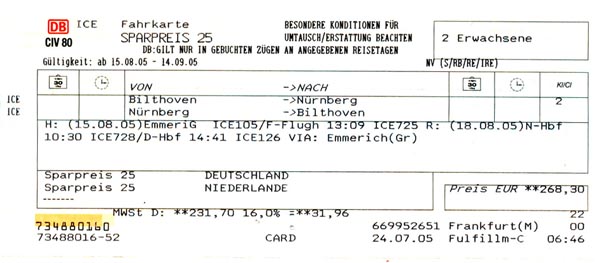 DB ICE Fahrkarte BESONDERE KONDITIONEN FÜR
CIV 80 SPARPREIS 25 UMTAUSCH/ERSTATTUNG BEACHTEN 2 Erwachsene
DB:GILT NUR IN GEBUCHTEN ZÜGEN AN ANGEGEBENEN REISETAGEN
Gültigkeit: ab 15.08.05 - 14.09.05 NV (S/RB/RE/IRE)
VON ->NACH Kl/Cl
ICE Bilthoven ->Nürnberg 2
ICE Nürnberg ->Bilthoven
H: (15.08.05)EmmeriG ICE105/F-Flugh 13:09 ICE725 R: (18.08.05)N-Hbf
10:30 ICE728/D-Hbf 14:41 ICE126 VIA: Emmerich(Gr)
Sparpreis 25 DEUTSCHLAND
Sparpreis 25 NIEDERLANDE Preis EUR **268,30
-------
MWSt D: **231,70 16,0% =**31,96 22
734880160 669952651 Frankfurt(M) 00
73488016-52 CARD 24.07.05 Fulfillm-C 06:46